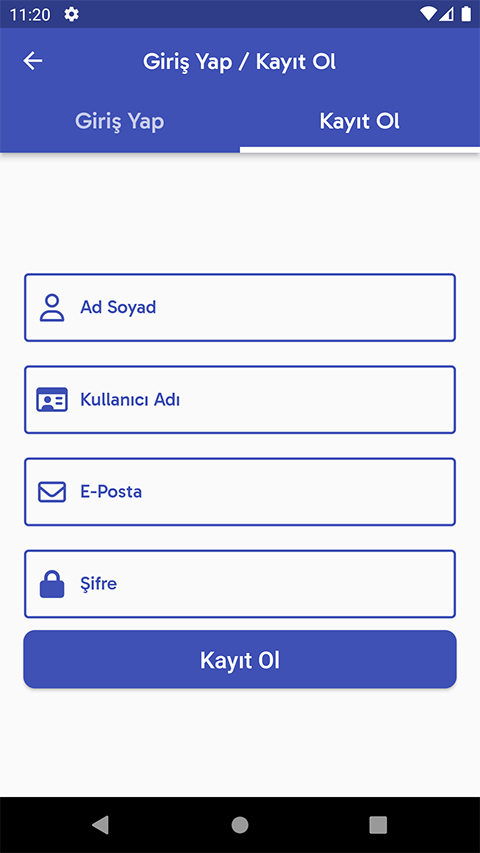 11:20
Giriş Yap / Kayıt Ol
Giriş Yap
Kayıt Ol
Ad Soyad
Kullanıcı Adı
E-Posta
Şifre
Kayıt Ol